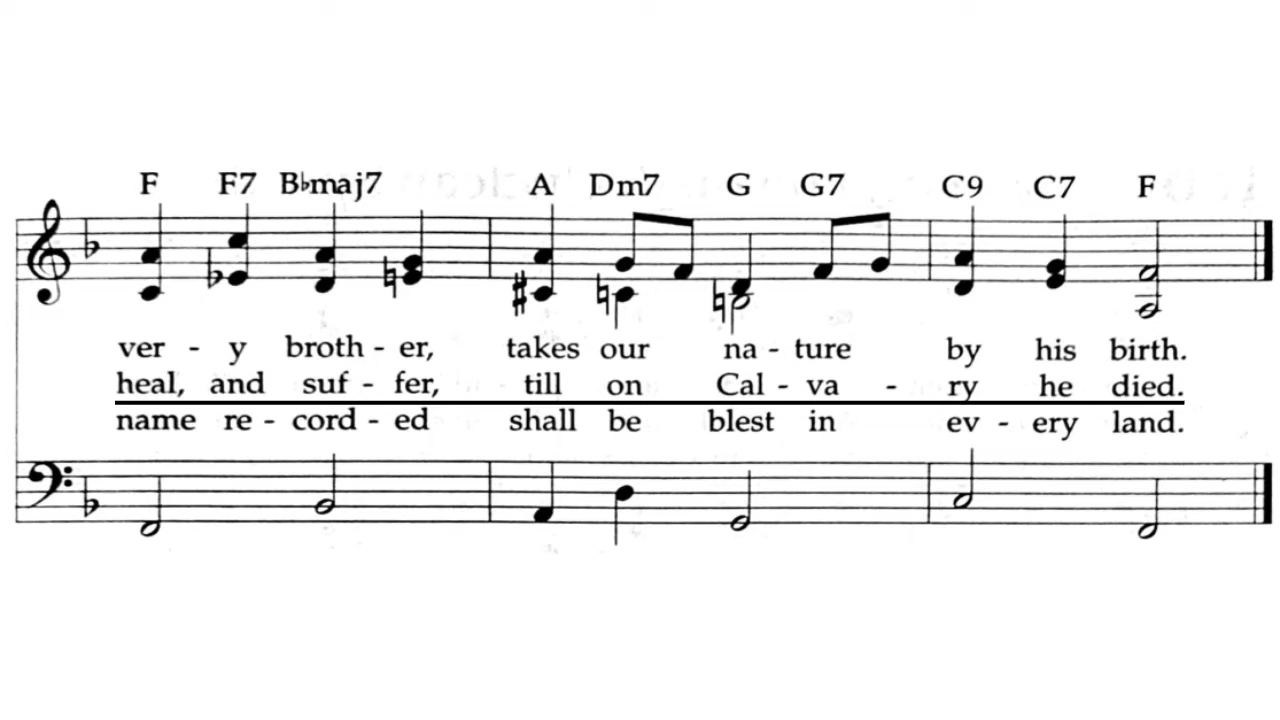 F F7 B♭maj7 A Dm7 G G7 C9 C7 F
ver - y broth - er, takes our na - ture by his birth.
heal, and suf - fer, till on Cal - va - ry he died.
name re - cord - ed shall be blest in ev - ery land.